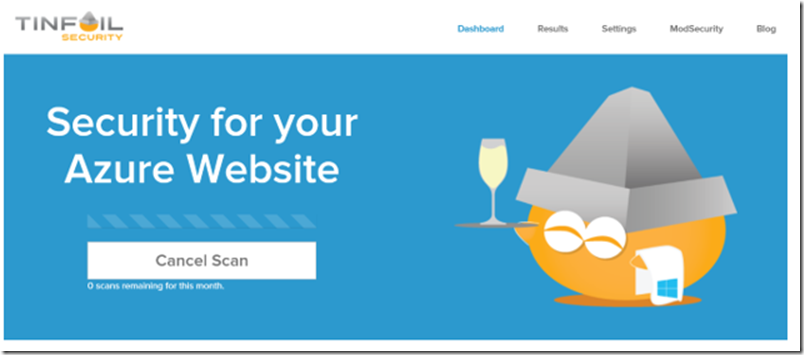 TINFOIL
SECURITY
Dashboard
Results
Settings
ModSecurity
Blog
Security for your
Azure Website
Cancel Scan
0 scans remaining for this month.